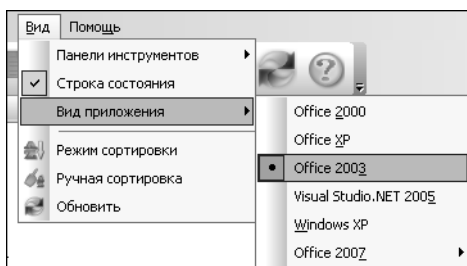 Вид Помощь
Панели инструментов
Строка состояния
Вид приложения
Режим сортировки
Ручная сортировка
Обновить
Office 2000
Office XP
Office 2003
Visual Studio.NET 2005
Windows XP
Office 2007